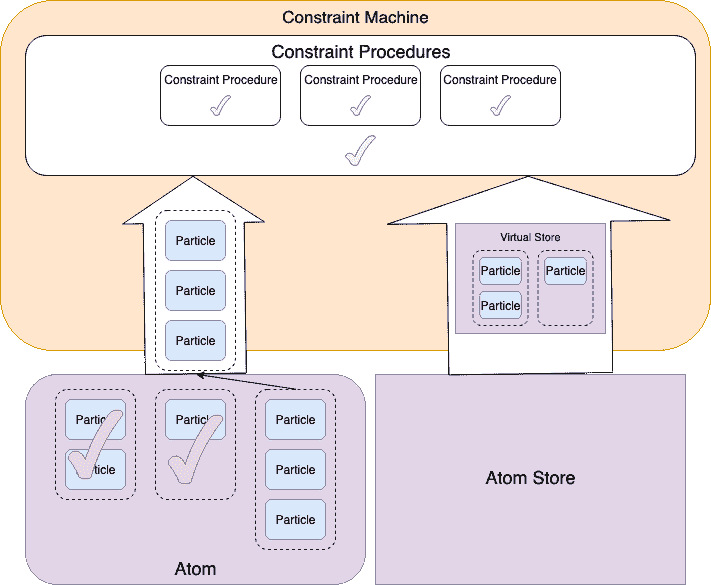 Constraint Machine
Constraint Procedures
Constraint Procedure
Constraint Procedure
Constraint Procedure
Particle
Particle
Particle
Virtual Store
Particle
Particle
Particle
Particle
Particle
Particle
Particle
Particle
Particle
Atom
Atom Store